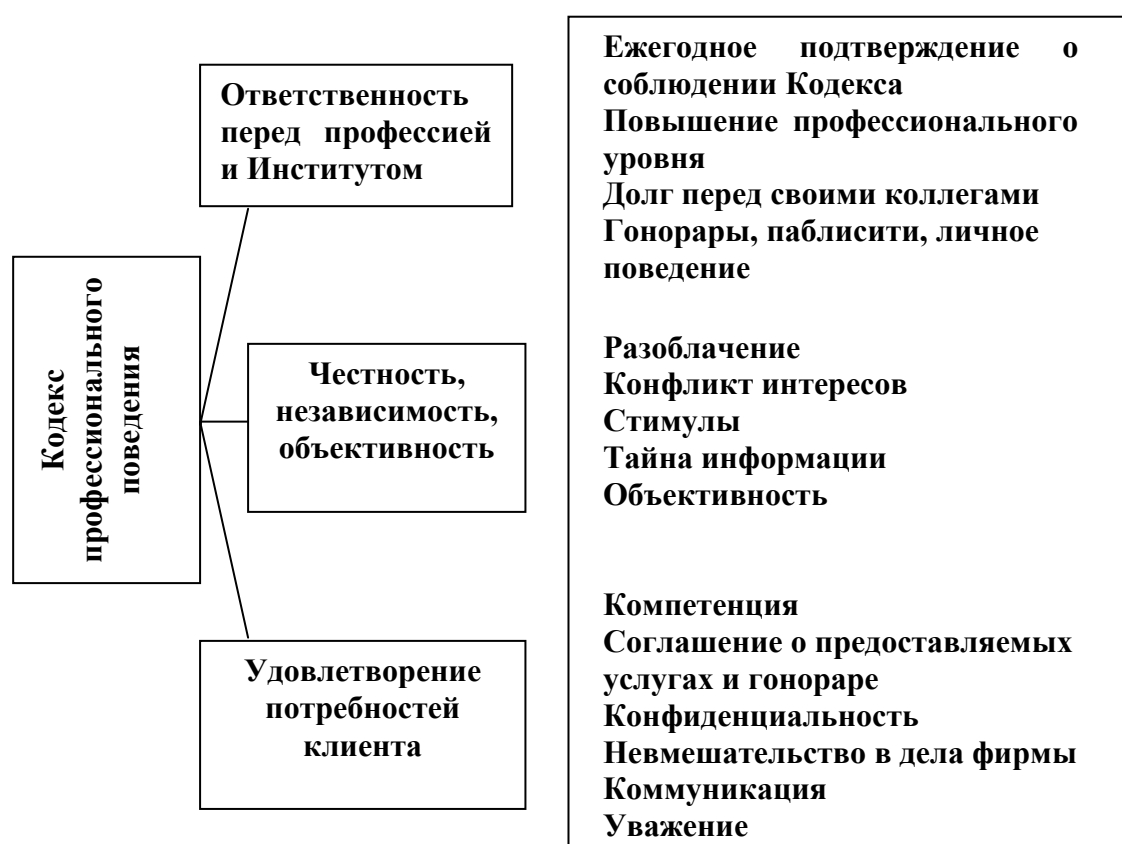 Кодекс
профессионального
поведения
Ответственность
перед профессией
и Институтом
Честность,
независимость,
объективность
Удовлетворение
потребностей
клиента
Ежегодное подтверждение о
соблюдении Кодекса
Повышение профессионального
уровня
Долг перед своими коллегами
Гонорары, паблисити, личное
поведение
Разоблачение
Конфликт интересов
Стимулы
Тайна информации
Объективность
Компетенция
Соглашение о предоставляемых
услугах и гонораре
Конфиденциальность
Невмешательство в дела фирмы
Коммуникация
Уважение